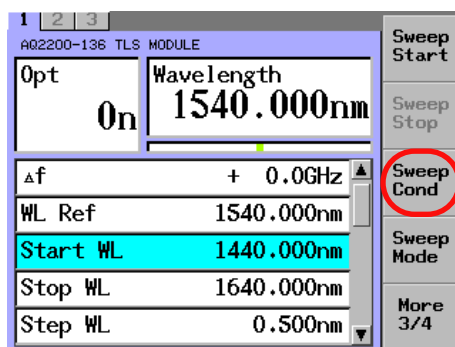 1 2 3
AQ2200-136 TLS MODULE
Opt
On
Wavelength
1540.000nm
Δf + 0.0GHz
WL Ref 1540.000nm
Start WL 1440.000nm
Stop WL 1640.000nm
Step WL 0.500nm
Sweep
Start
Sweep
Stop
Sweep
Cond
Sweep
Mode
More
3/4